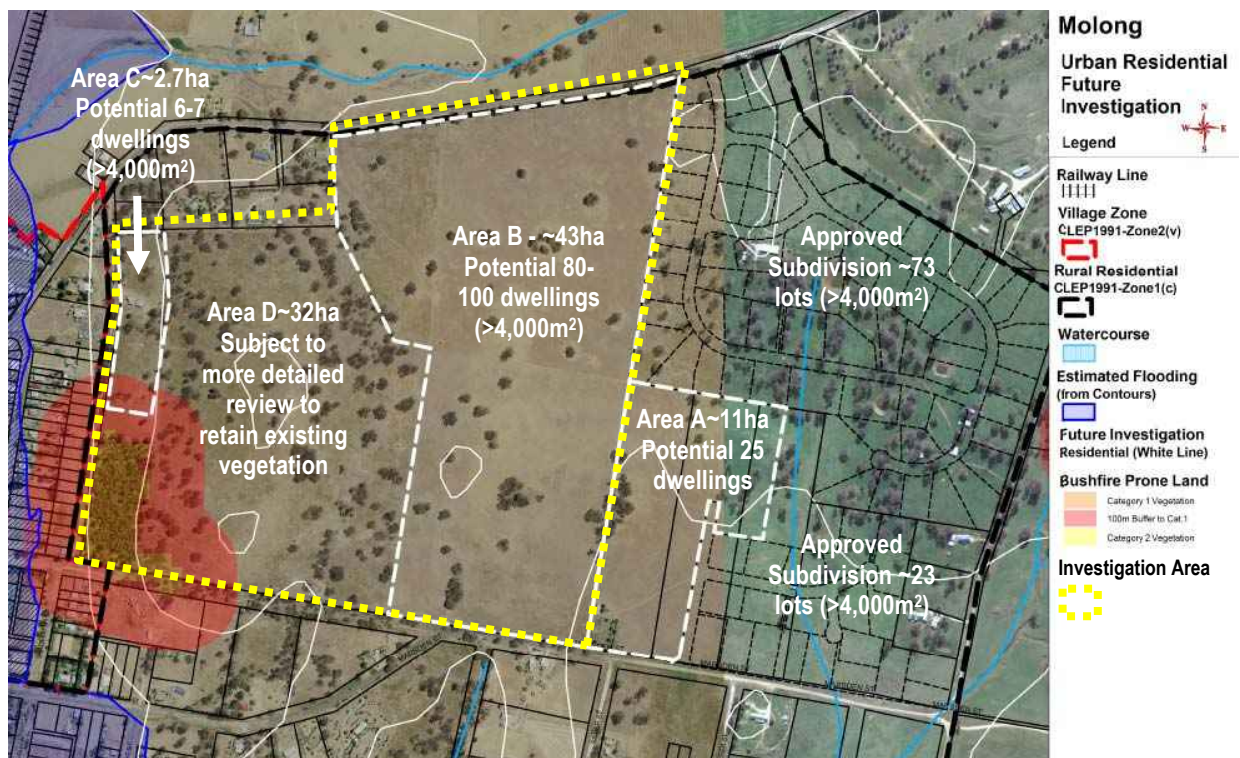 Area C~2.7ha
Potential 6-7
dwellings
(>4,000m²)
Area B - ~43ha
Potential 80-
100 dwellings
(>4,000m²)
Approved
Subdivision ~73
lots (>4,000m²)
Area D~32ha
Subject to
more detailed
review to
retain existing
vegetation
Area A~11ha
Potential 25
dwellings
Approved
Subdivision ~23
lots (>4,000m²)
MARSDEN ST
MARSDEN ST
Molong
Urban Residential
Future
Investigation
N
W E
S
Legend
Railway Line
Village Zone
CLEP1991-Zone2(v)
Rural Residential
CLEP1991-Zone1(c)
Watercourse
Estimated Flooding
(from Contours)
Future Investigation
Residential (White Line)
Bushfire Prone Land
Category 1 Vegetation
100m Buffer to Cat.1
Category 2 Vegetation
Investigation Area